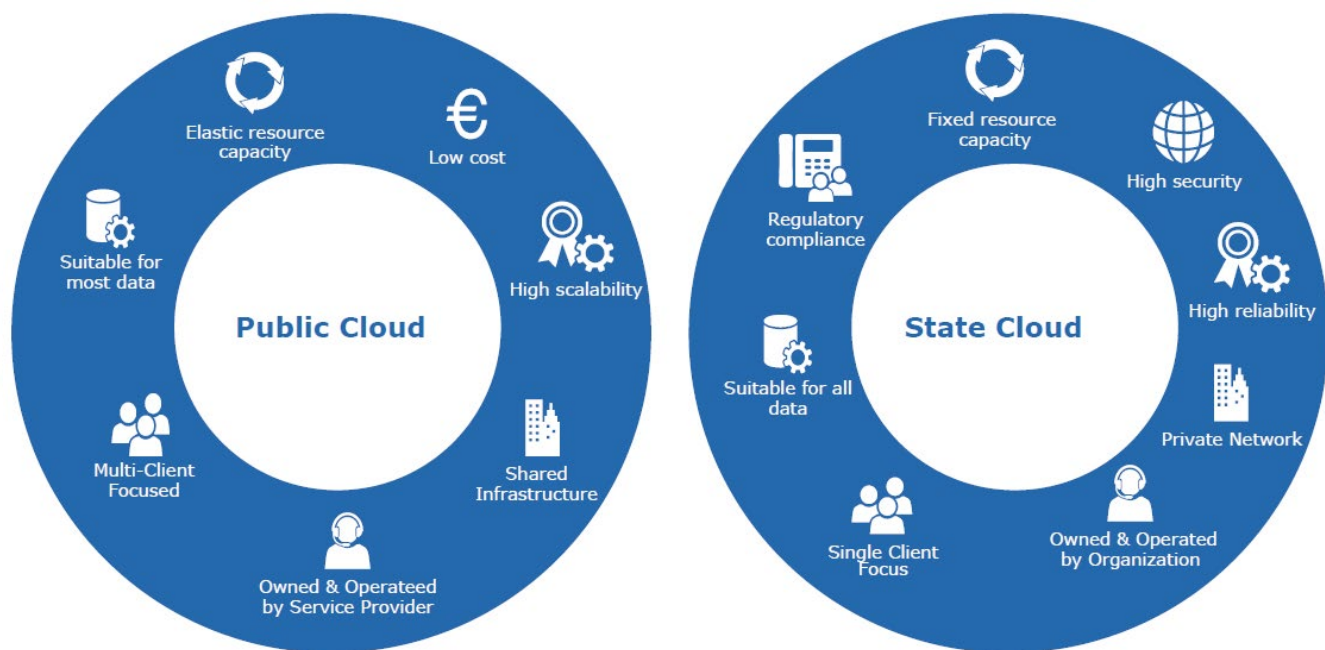 Elastic resource
capacity
€
Low cost
Suitable for
most data
High scalability
Public Cloud
Multi-Client
Focused
Shared
Infrastructure
Owned & Operateed
by Service Provider
Fixed resource
capacity
High security
Regulatory
compliance
High reliability
State Cloud
Suitable for all
data
Private Network
Single Client
Focus
Owned & Operated
by Organization